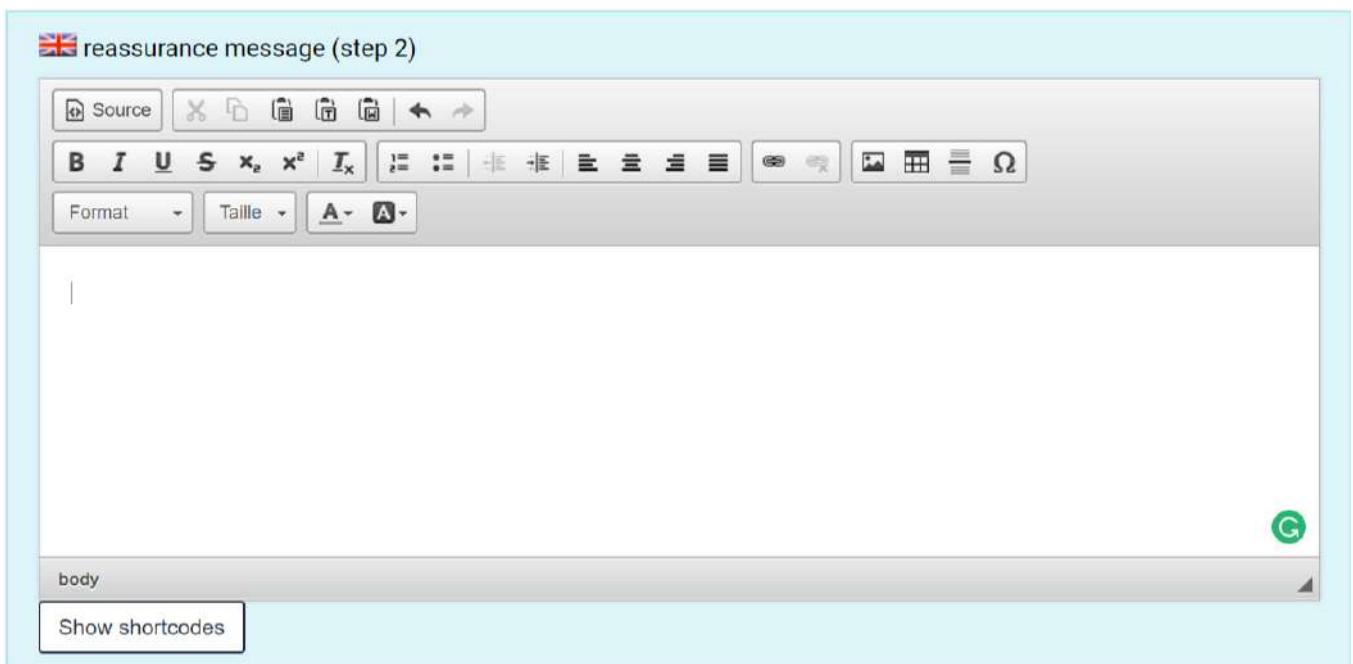 reassurance message (step 2)
Source
B I U S x₂ x² Tx Ω
Format Taille A A
body
Show shortcodes